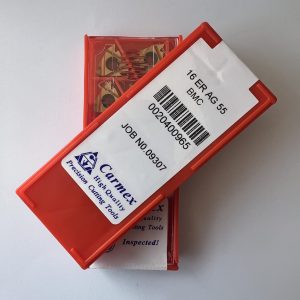 16 ER AG 55
BMC
0020400965
JOB N0.09307
Carmex
High Quality
Precision Cutting Tools
Inspected!